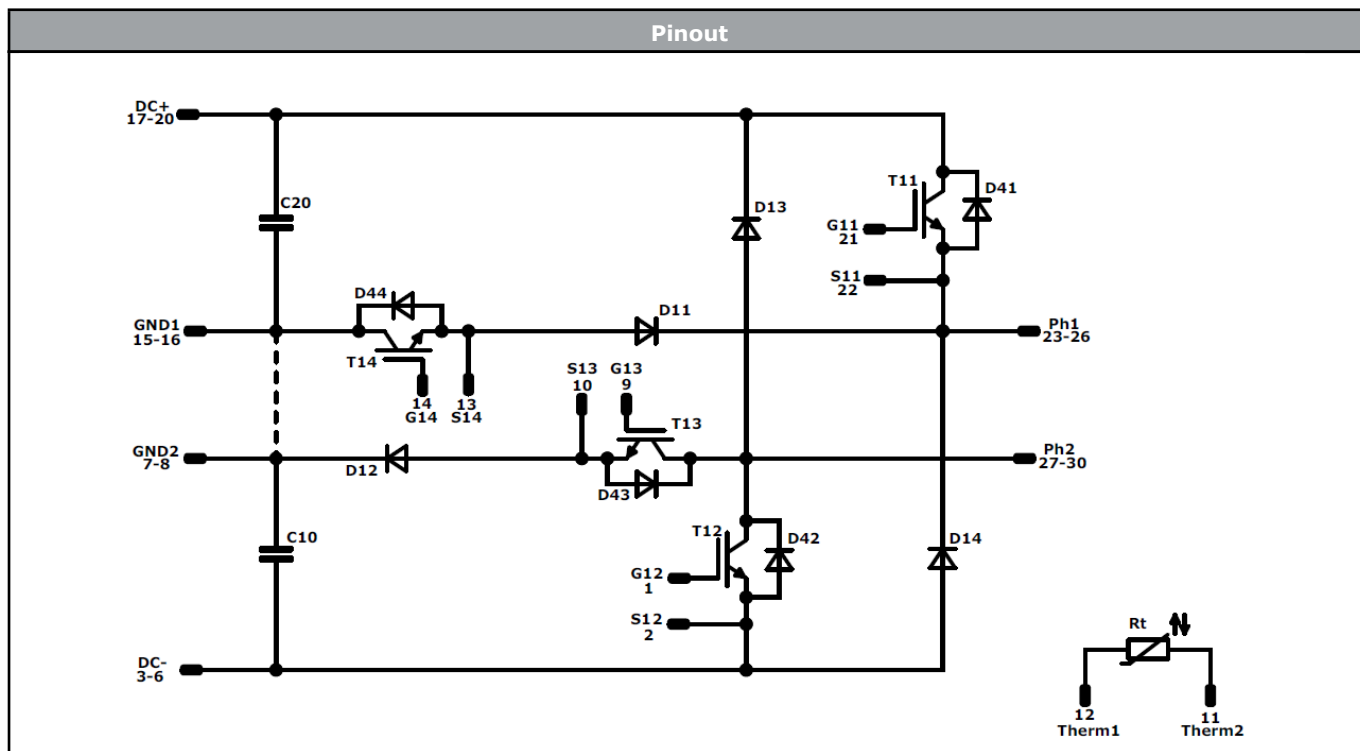 Pinout
DC+
17-20
C20
D13
T11
D41
G11
21
S11
22
D44
D11
GND1
15-16
Ph1
23-26
T14
14
G14
13
S14
S13
10
G13
9
T13
GND2
7-8
D12
D43
Ph2
27-30
C10
T12
D42
D14
G12
1
S12
2
DC-
3-6
Rt
12
Therm1
11
Therm2